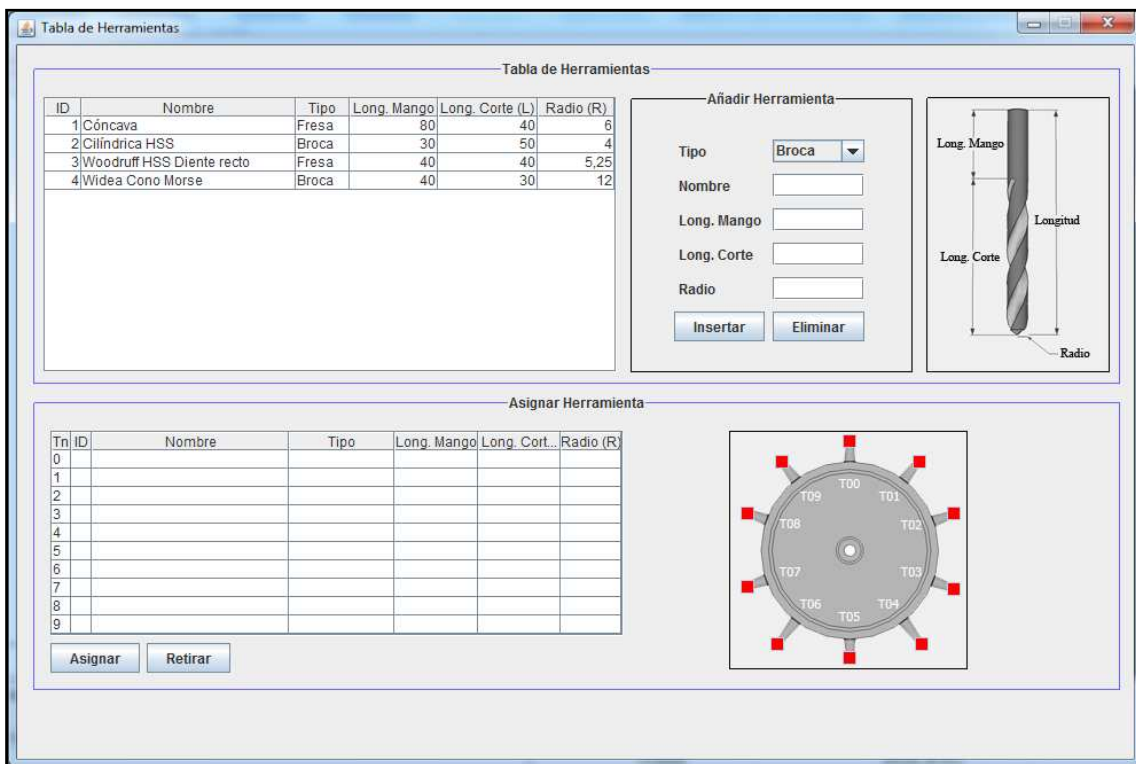 Tabla de Herramientas
Tabla de Herramientas
ID Nombre Tipo Long. Mango Long. Corte (L) Radio (R)
1 Cóncava Fresa 80 40 6
2 Cilíndrica HSS Broca 30 50 4
3 Woodruff HSS Diente recto Fresa 40 40 5,25
4 Widea Cono Morse Broca 40 30 12
Añadir Herramienta
Tipo Broca
Nombre
Long. Mango
Long. Corte
Radio
Insertar Eliminar
Long. Mango
Longitud
Long. Corte
Radio
Asignar Herramienta
Tn ID Nombre Tipo Long. Mango Long. Cort... Radio (R)
0
1
2
3
4
5
6
7
8
9
Asignar Retirar
T00
T09 T01
T08 T02
T07 T03
T06 T04
T05